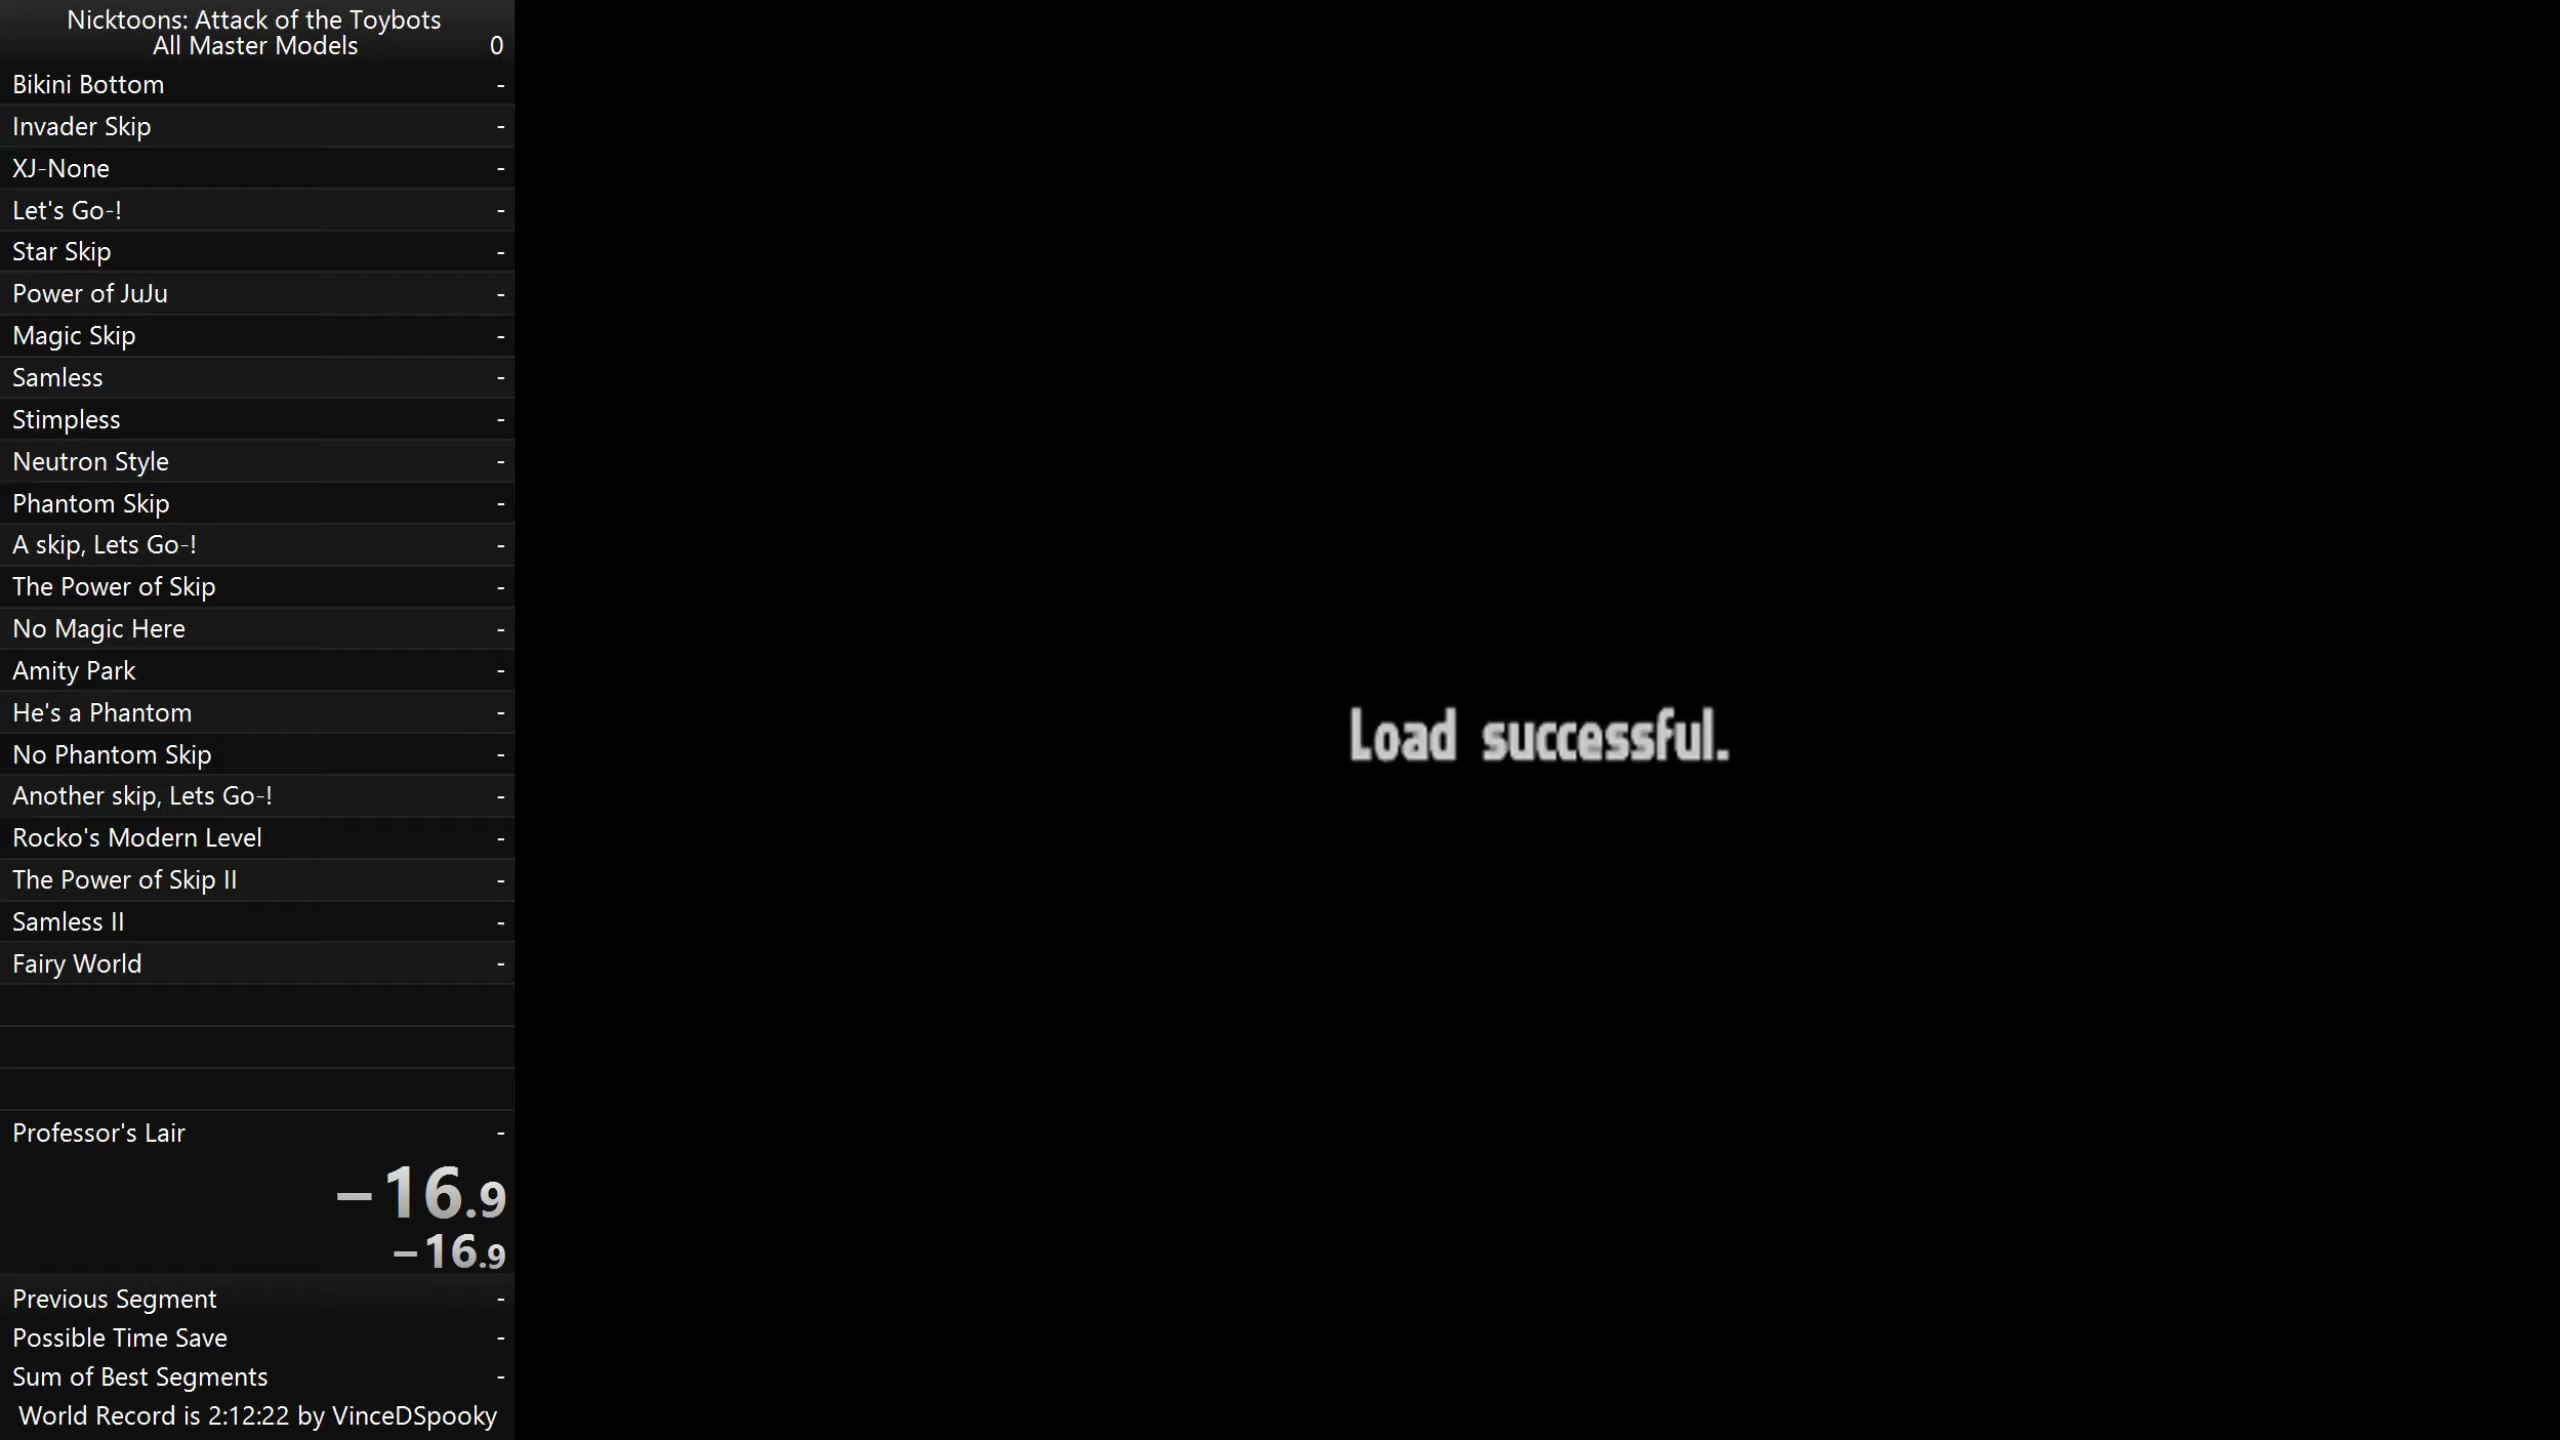 Nicktoons: Attack of the Toybots
All Master Models 0
Bikini Bottom -
Invader Skip -
XJ-None -
Let's Go-! -
Star Skip -
Power of JuJu -
Magic Skip -
Samless -
Stimpless -
Neutron Style -
Phantom Skip -
A skip, Lets Go-! -
The Power of Skip -
No Magic Here -
Amity Park -
He's a Phantom -
No Phantom Skip -
Another skip, Lets Go-! -
Rocko's Modern Level -
The Power of Skip II -
Samless II -
Fairy World -
Professor's Lair -
−16.9
−16.9
Previous Segment -
Possible Time Save -
Sum of Best Segments -
World Record is 2:12:22 by VinceDSpooky
Load successful.